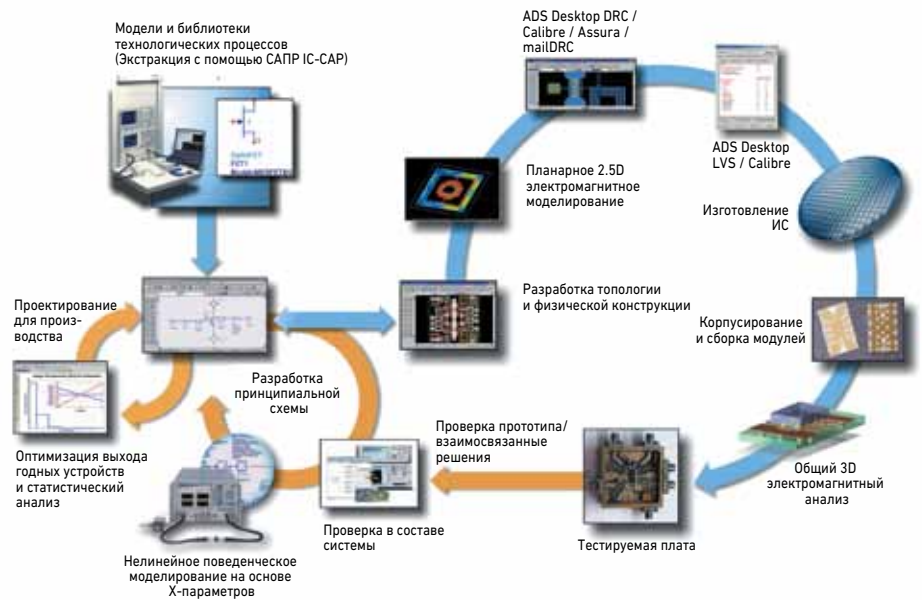 Модели и библиотеки
технологических процессов
(Экстракция с помощью САПР IC-CAP)
ADS Desktop DRC /
Calibre / Assura /
mailDRC
ADS Desktop
LVS / Calibre
Планарное 2.5D
электромагнитное
моделирование
Изготовление
ИС
Разработка топологии
и физической конструкции
Корпусирование
и сборка модулей
Проектирование
для произ-
водства
Разработка
принципиальной
схемы
Оптимизация выхода
годных устройств
и статистический
анализ
Проверка прототипа/
взаимосвязанные
решения
Общий 3D
электромагнитый
анализ
Проверка в составе
системы
Тестируемая плата
Нелинейное поведенческое
моделирование на основе
X-параметров